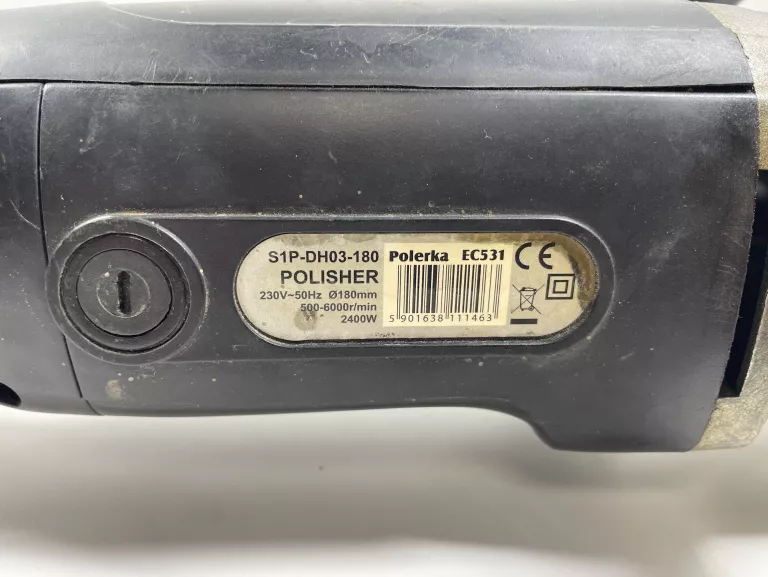 S1P-DH03-180
POLISHER
230V~50Hz Ø180mm
500-6000r/min
2400W
Polerka EC531
5 901638 111463
CE